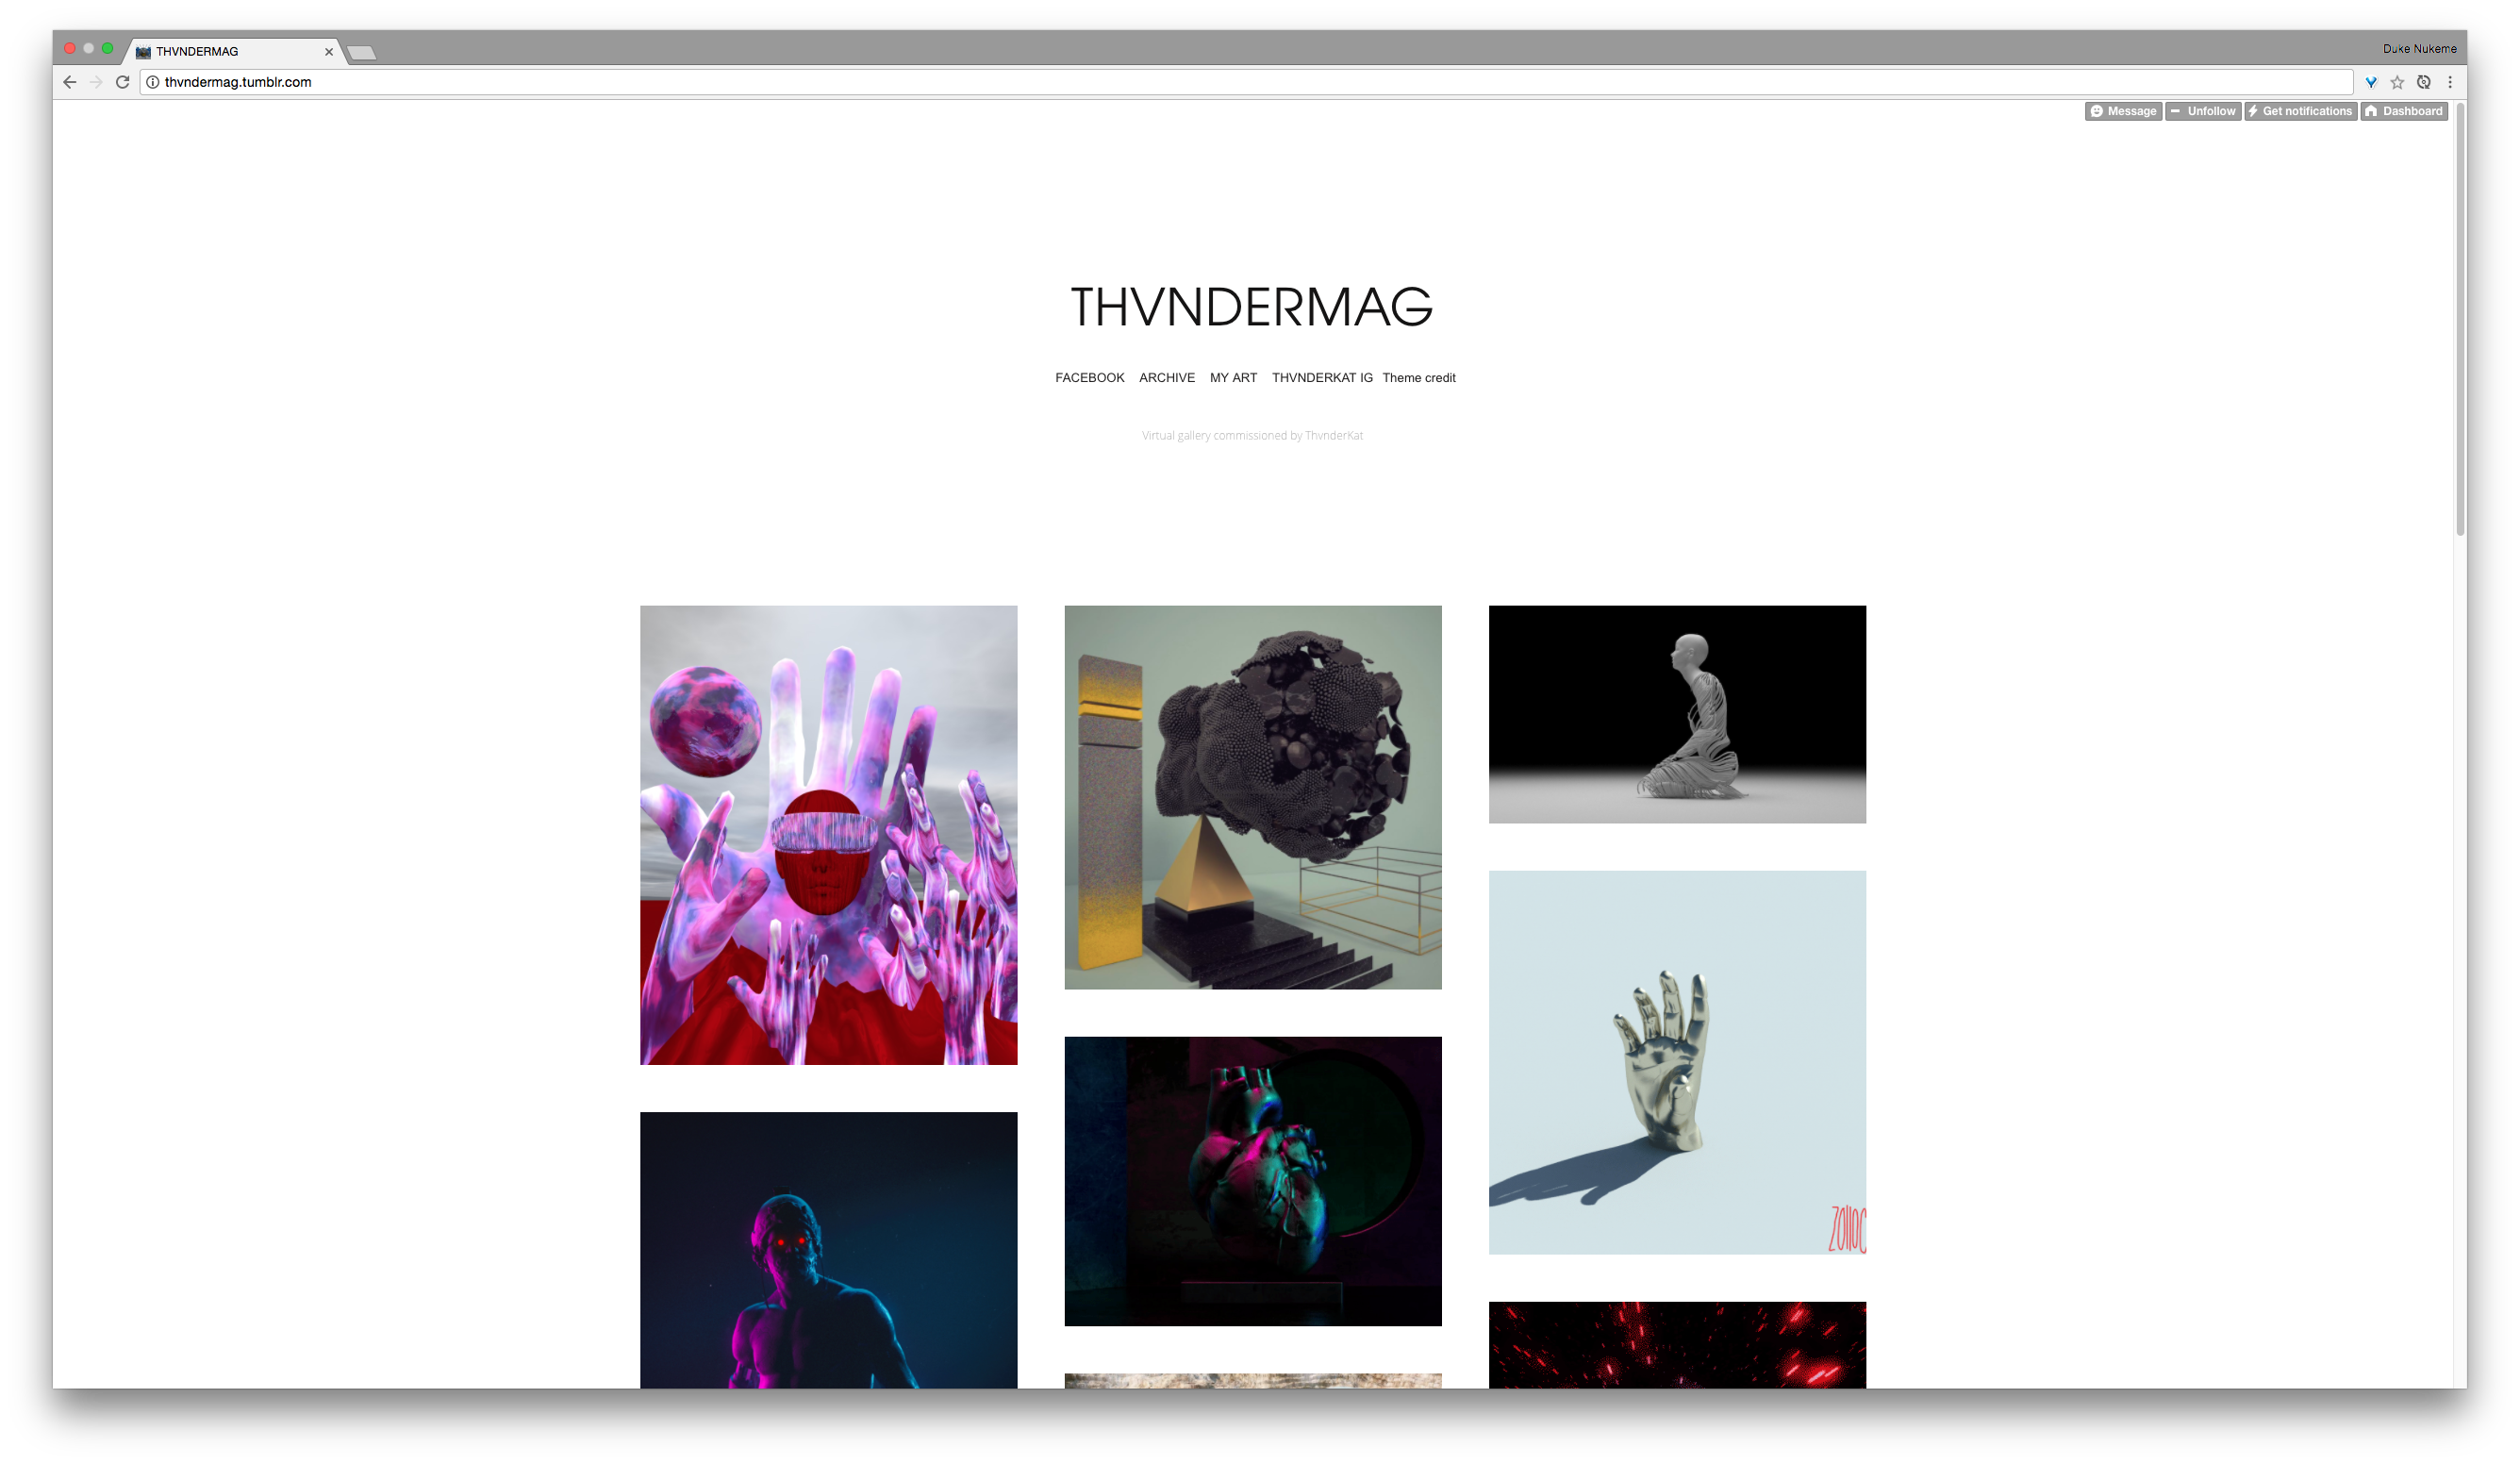 THVNDERMAG
Duke Nukeme
thvndermag.tumblr.com
Message Unfollow Get notifications Dashboard
THVNDERMAG
FACEBOOK ARCHIVE MY ART THVNDERKAT IG Theme credit
Virtual gallery commissioned by ThvnderKat